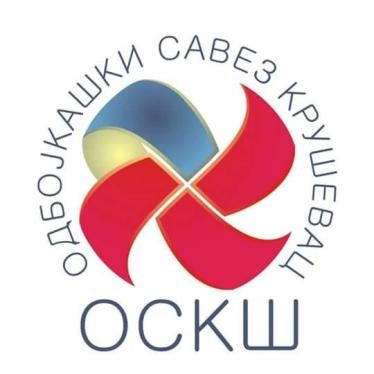 ОДБОЈКАШКИ САВЕЗ КРУШЕВАЦ
ОСКШ